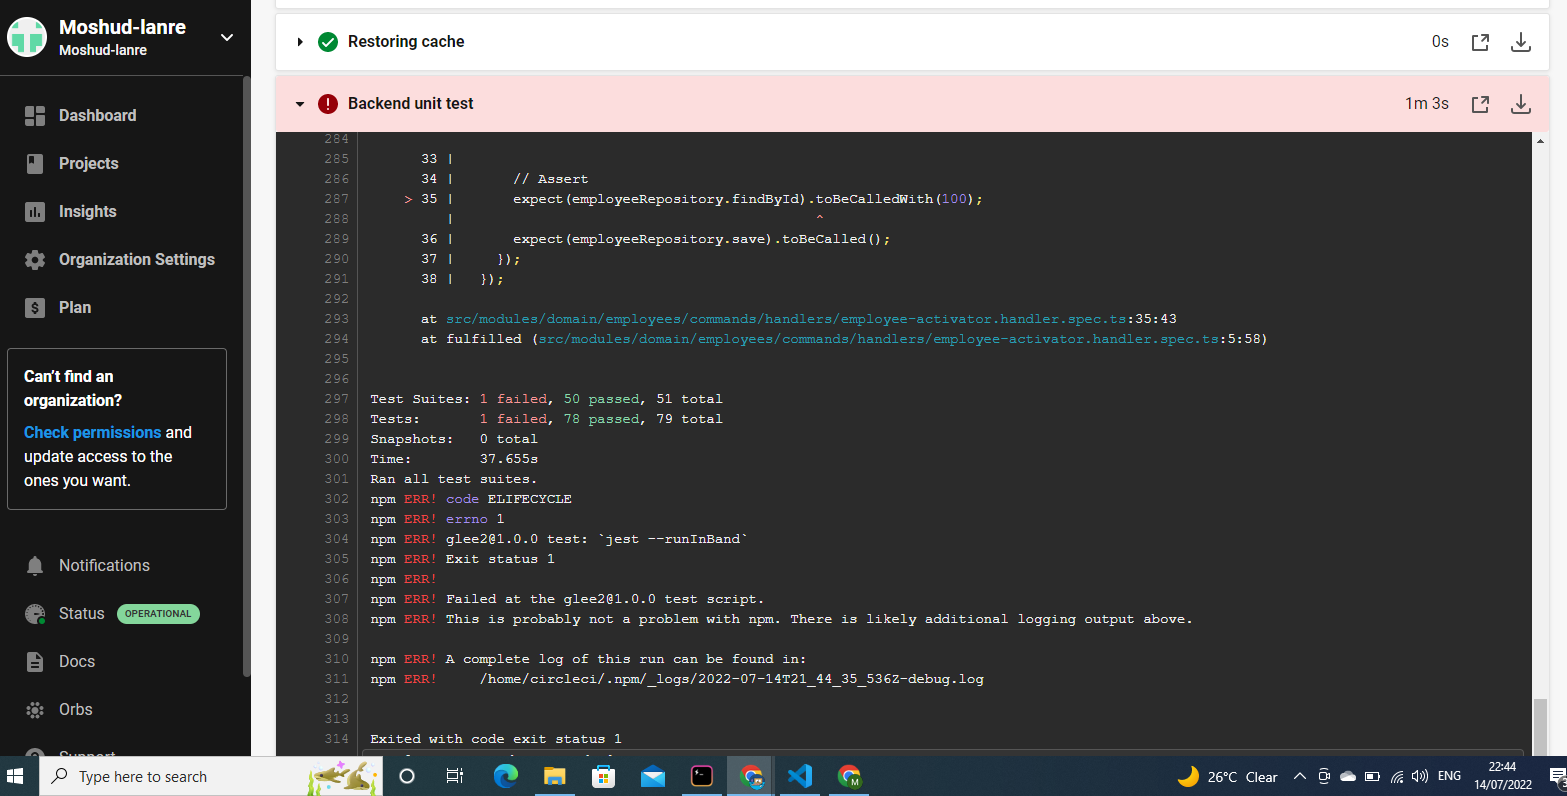 Moshud-lanre
Moshud-lanre
Dashboard
Projects
Insights
Organization Settings
Plan
Can't find an
organization?
Check permissions and
update access to the
ones you want.
Notifications
Status OPERATIONAL
Docs
Orbs
Support
Restoring cache 0s
Backend unit test 1m 3s
284
285 33 |
286 34 | // Assert
287 > 35 | expect(employeeRepository.findById).toBeCalledWith(100);
288 | ^
289 36 | expect(employeeRepository.save).toBeCalled();
290 37 | });
291 38 | });
292
293 at src/modules/domain/employees/commands/handlers/employee-activator.handler.spec.ts:35:43
294 at fulfilled (src/modules/domain/employees/commands/handlers/employee-activator.handler.spec.ts:5:58)
295
296
297 Test Suites: 1 failed, 50 passed, 51 total
298 Tests: 1 failed, 78 passed, 79 total
299 Snapshots: 0 total
300 Time: 37.655s
301 Ran all test suites.
302 npm ERR! code ELIFECYCLE
303 npm ERR! errno 1
304 npm ERR! glee2@1.0.0 test: `jest --runInBand`
305 npm ERR! Exit status 1
306 npm ERR!
307 npm ERR! Failed at the glee2@1.0.0 test script.
308 npm ERR! This is probably not a problem with npm. There is likely additional logging output above.
309
310 npm ERR! A complete log of this run can be found in:
311 npm ERR! /home/circleci/.npm/_logs/2022-07-14T21_44_35_536Z-debug.log
312
313
314 Exited with code exit status 1
Type here to search
26°C Clear
ENG
22:44
14/07/2022